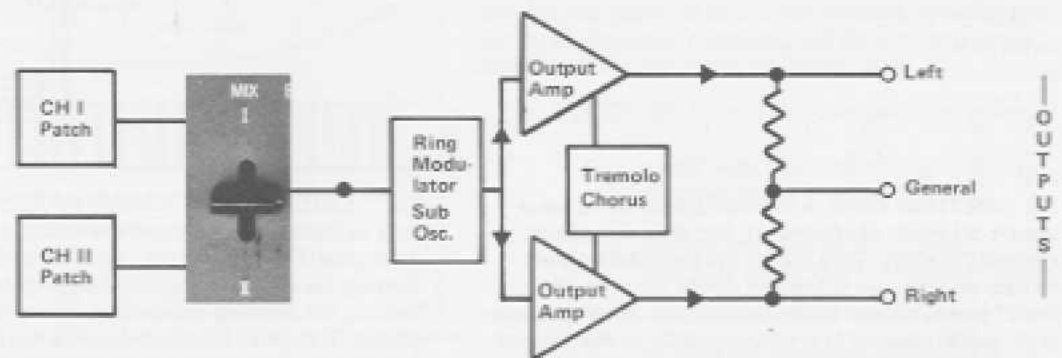 CH I
Patch
CH II
Patch
MIX
I
II
Ring
Modu-
lator
Sub
Osc.
Output
Amp
Tremolo
Chorus
Output
Amp
Left
General
Right
OUTPUTS